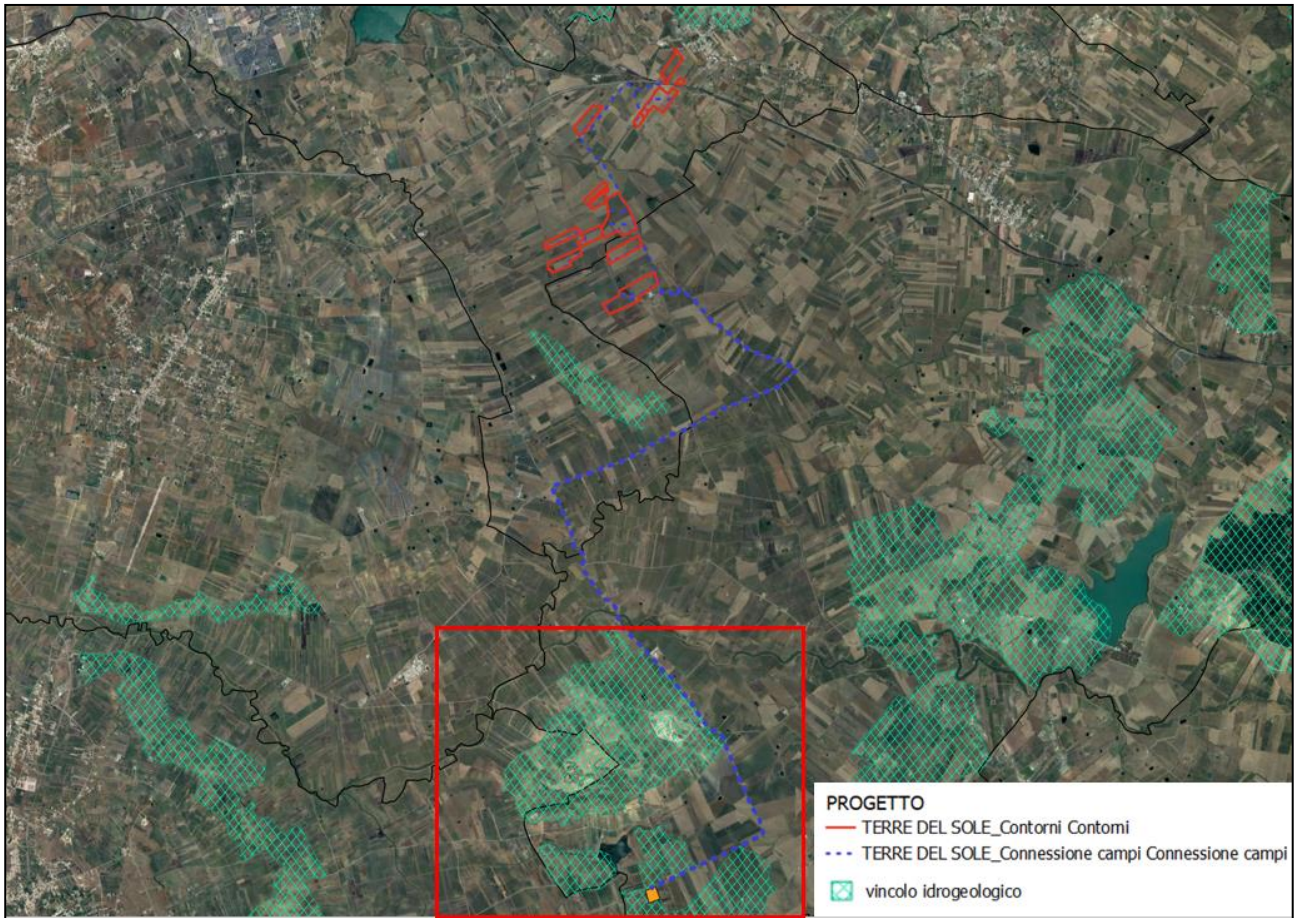 PROGETTO
TERRE DEL SOLE_Contorni Contorni
TERRE DEL SOLE_Connessione campi Connessione campi
vincolo idrogeologico